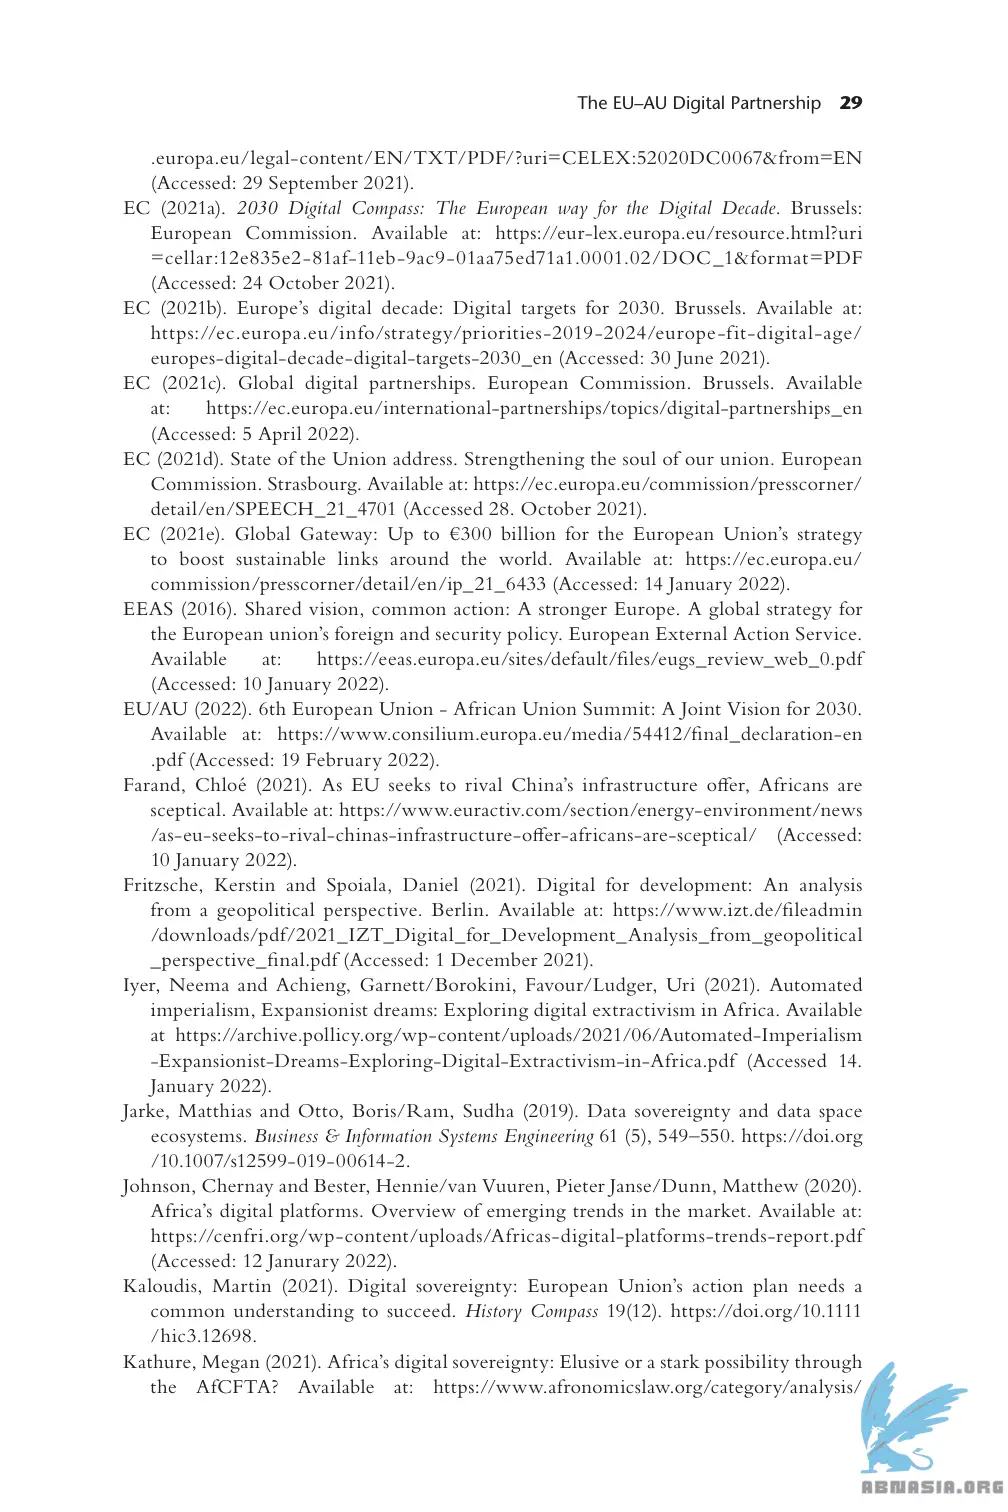 The EU–AU Digital Partnership 29
.europa.eu/legal-content/EN/TXT/PDF/?uri=CELEX:52020DC0067&from=EN
(Accessed: 29 September 2021).
EC (2021a). 2030 Digital Compass: The European way for the Digital Decade. Brussels:
European Commission. Available at: https://eur-lex.europa.eu/resource.html?uri
=cellar:12e835e2-81af-11eb-9ac9-01aa75ed71a1.0001.02/DOC_1&format=PDF
(Accessed: 24 October 2021).
EC (2021b). Europe’s digital decade: Digital targets for 2030. Brussels. Available at:
https://ec.europa.eu/info/strategy/priorities-2019-2024/europe-fit-digital-age/
europes-digital-decade-digital-targets-2030_en (Accessed: 30 June 2021).
EC (2021c). Global digital partnerships. European Commission. Brussels. Available
at: https://ec.europa.eu/international-partnerships/topics/digital-partnerships_en
(Accessed: 5 April 2022).
EC (2021d). State of the Union address. Strengthening the soul of our union. European
Commission. Strasbourg. Available at: https://ec.europa.eu/commission/presscorner/
detail/en/SPEECH_21_4701 (Accessed 28. October 2021).
EC (2021e). Global Gateway: Up to €300 billion for the European Union’s strategy
to boost sustainable links around the world. Available at: https://ec.europa.eu/
commission/presscorner/detail/en/ip_21_6433 (Accessed: 14 January 2022).
EEAS (2016). Shared vision, common action: A stronger Europe. A global strategy for
the European union’s foreign and security policy. European External Action Service.
Available at: https://eeas.europa.eu/sites/default/files/eugs_review_web_0.pdf
(Accessed: 10 January 2022).
EU/AU (2022). 6th European Union - African Union Summit: A Joint Vision for 2030.
Available at: https://www.consilium.europa.eu/media/54412/final_declaration-en
.pdf (Accessed: 19 February 2022).
Farand, Chloé (2021). As EU seeks to rival China’s infrastructure offer, Africans are
sceptical. Available at: https://www.euractiv.com/section/energy-environment/news
/as-eu-seeks-to-rival-chinas-infrastructure-offer-africans-are-sceptical/ (Accessed:
10 January 2022).
Fritzsche, Kerstin and Spoiala, Daniel (2021). Digital for development: An analysis
from a geopolitical perspective. Berlin. Available at: https://www.izt.de/fileadmin
/downloads/pdf/2021_IZT_Digital_for_Development_Analysis_from_geopolitical
_perspective_final.pdf (Accessed: 1 December 2021).
Iyer, Neema and Achieng, Garnett/Borokini, Favour/Ludger, Uri (2021). Automated
imperialism, Expansionist dreams: Exploring digital extractivism in Africa. Available
at https://archive.pollicy.org/wp-content/uploads/2021/06/Automated-Imperialism
-Expansionist-Dreams-Exploring-Digital-Extractivism-in-Africa.pdf (Accessed 14.
January 2022).
Jarke, Matthias and Otto, Boris/Ram, Sudha (2019). Data sovereignty and data space
ecosystems. Business & Information Systems Engineering 61 (5), 549–550. https://doi.org
/10.1007/s12599-019-00614-2.
Johnson, Chernay and Bester, Hennie/van Vuuren, Pieter Janse/Dunn, Matthew (2020).
Africa’s digital platforms. Overview of emerging trends in the market. Available at:
https://cenfri.org/wp-content/uploads/Africas-digital-platforms-trends-report.pdf
(Accessed: 12 Janurary 2022).
Kaloudis, Martin (2021). Digital sovereignty: European Union’s action plan needs a
common understanding to succeed. History Compass 19(12). https://doi.org/10.1111
/hic3.12698.
Kathure, Megan (2021). Africa’s digital sovereignty: Elusive or a stark possibility through
the AfCFTA? Available at: https://www.afronomicslaw.org/category/analysis/
ABNASIA.ORG